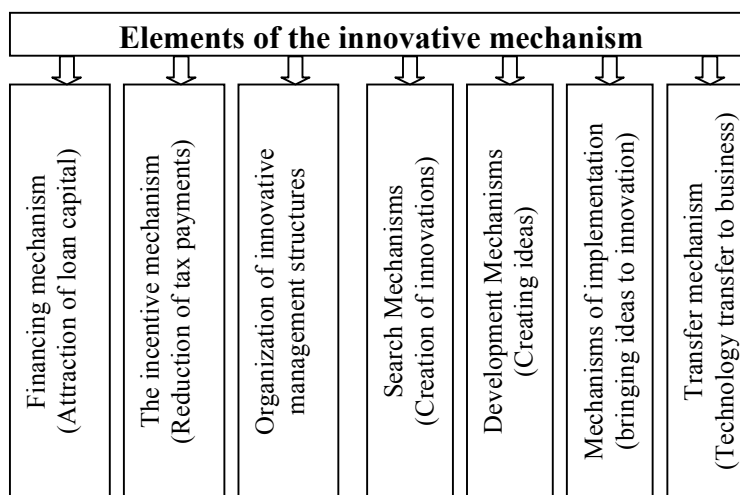 Elements of the innovative mechanism
Financing mechanism
(Attraction of loan capital)
The incentive mechanism
(Reduction of tax payments)
Organization of innovative
management structures
Search Mechanisms
(Creation of innovations)
Development Mechanisms
(Creating ideas)
Mechanisms of implementation
(bringing ideas to innovation)
Transfer mechanism
(Technology transfer to business)